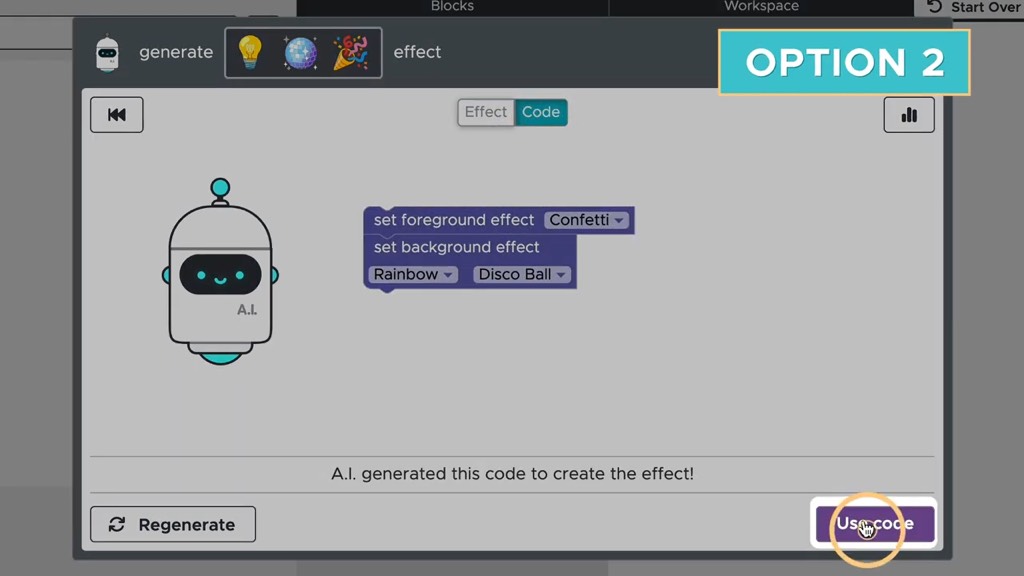 Blocks
Workspace
Start Over
generate
effect
OPTION 2
Effect
Code
set foreground effect Confetti
set background effect
Rainbow Disco Ball
A.I.
A.I. generated this code to create the effect!
Regenerate
Use code